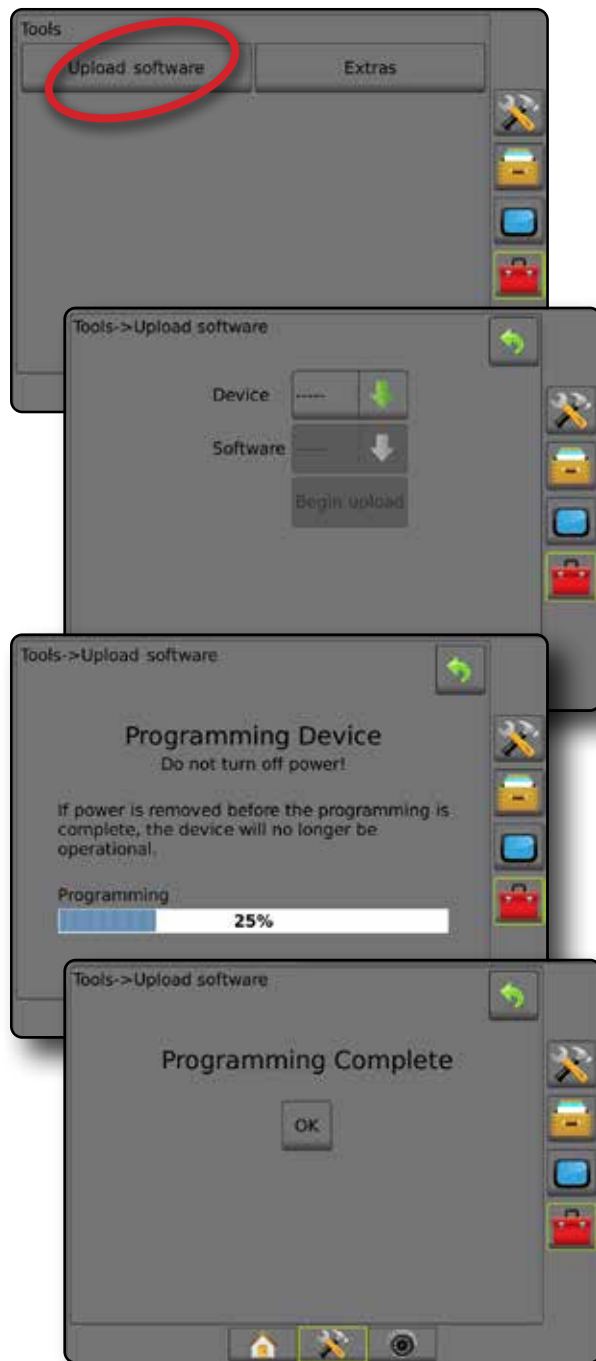 Tools
Upload software
Extras
Tools->Upload software
Device
-----
Software
-----
Begin upload
Tools->Upload software
Programming Device
Do not turn off power!
If power is removed before the programming is
complete, the device will no longer be
operational.
Programming
25%
Tools->Upload software
Programming Complete
OK